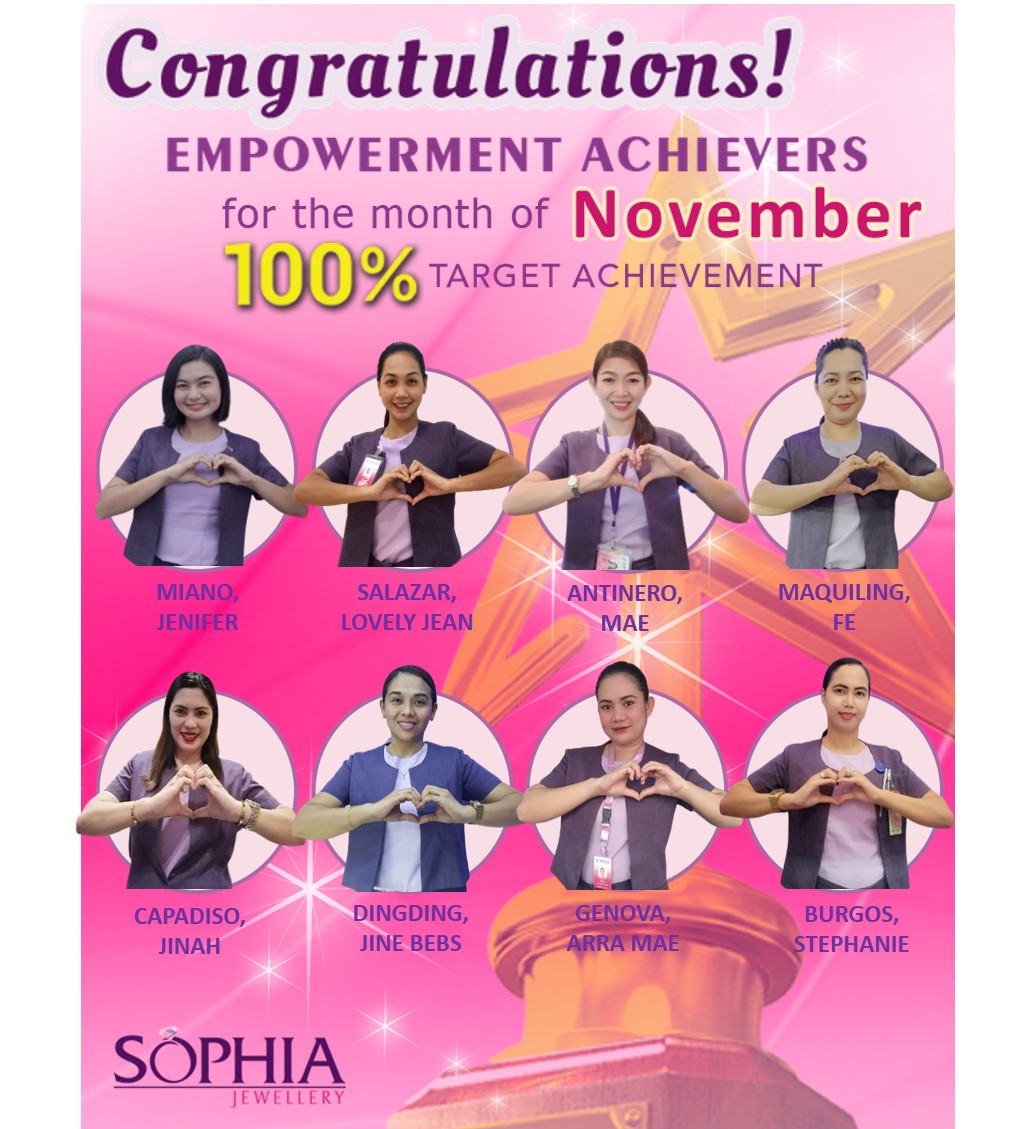 Congratulations!
EMPOWERMENT ACHIEVERS
for the month of November
100% TARGET ACHIEVEMENT
MIANO,
JENIFER
SALAZAR,
LOVELY JEAN
ANTINERO,
MAE
MAQUILING,
FE
CAPADISO,
JINAH
DINGDING,
JINE BEBS
GENOVA,
ARRA MAE
SOPHIA
BURGOS,
STEPHANIE
SOPHIA
JEWELLERY